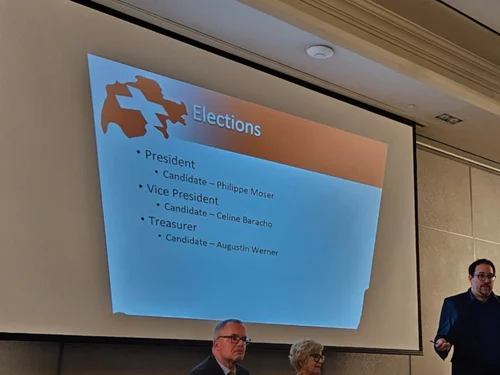 Elections
• President
• Candidate – Philippe Moser
• Vice President
• Candidate – Celine Baracho
• Treasurer
• Candidate – Augustin Werner